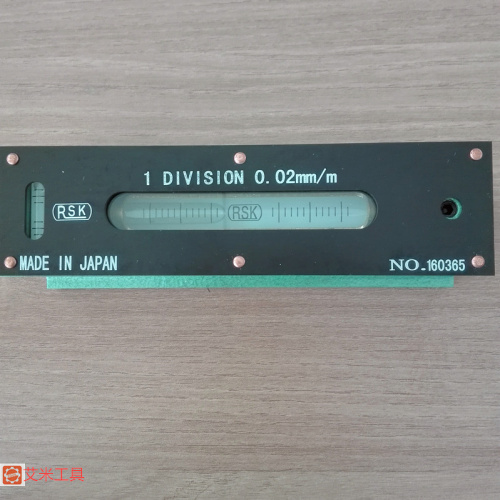 1 DIVISION 0.02mm/m
RSK
RSK
MADE IN JAPAN
NO.160365
艾米工具